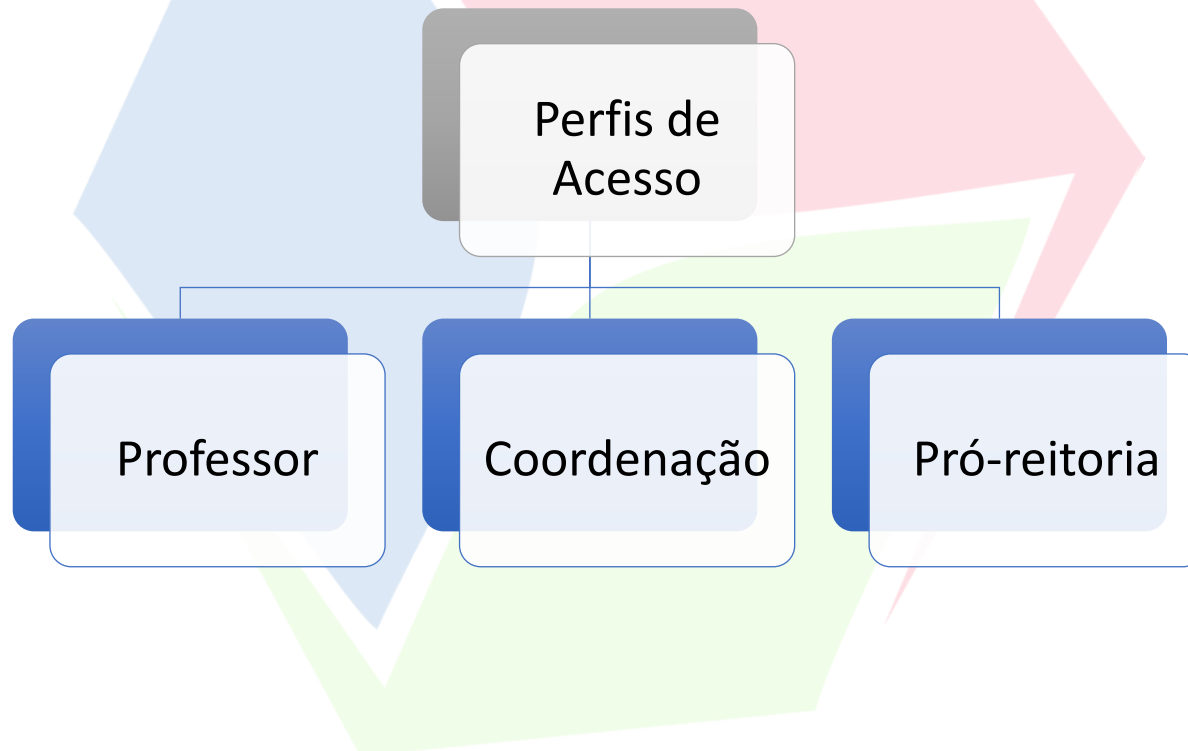 Perfis de
Acesso
Professor
Coordenação
Pró-reitoria